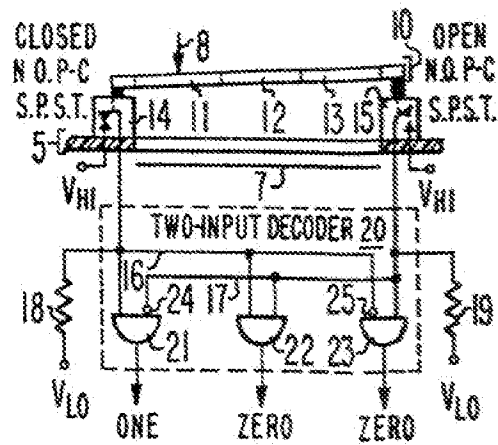 CLOSED
N.O.P-C
S.P.S.T.
8
10
OPEN
N.O.P-C
S.P.S.T.
14
11
12
13
15
5
VHI
7
VHI
TWO-INPUT DECODER 20
16
18
24
17
25
19
21
22
23
VLO
VLO
ONE
ZERO
ZERO